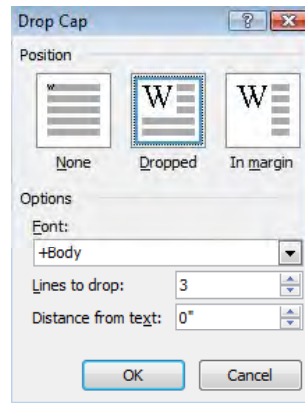 Drop Cap
Position
W W W
None Dropped In margin
Options
Font:
+Body
Lines to drop: 3
Distance from text: 0"
OK Cancel